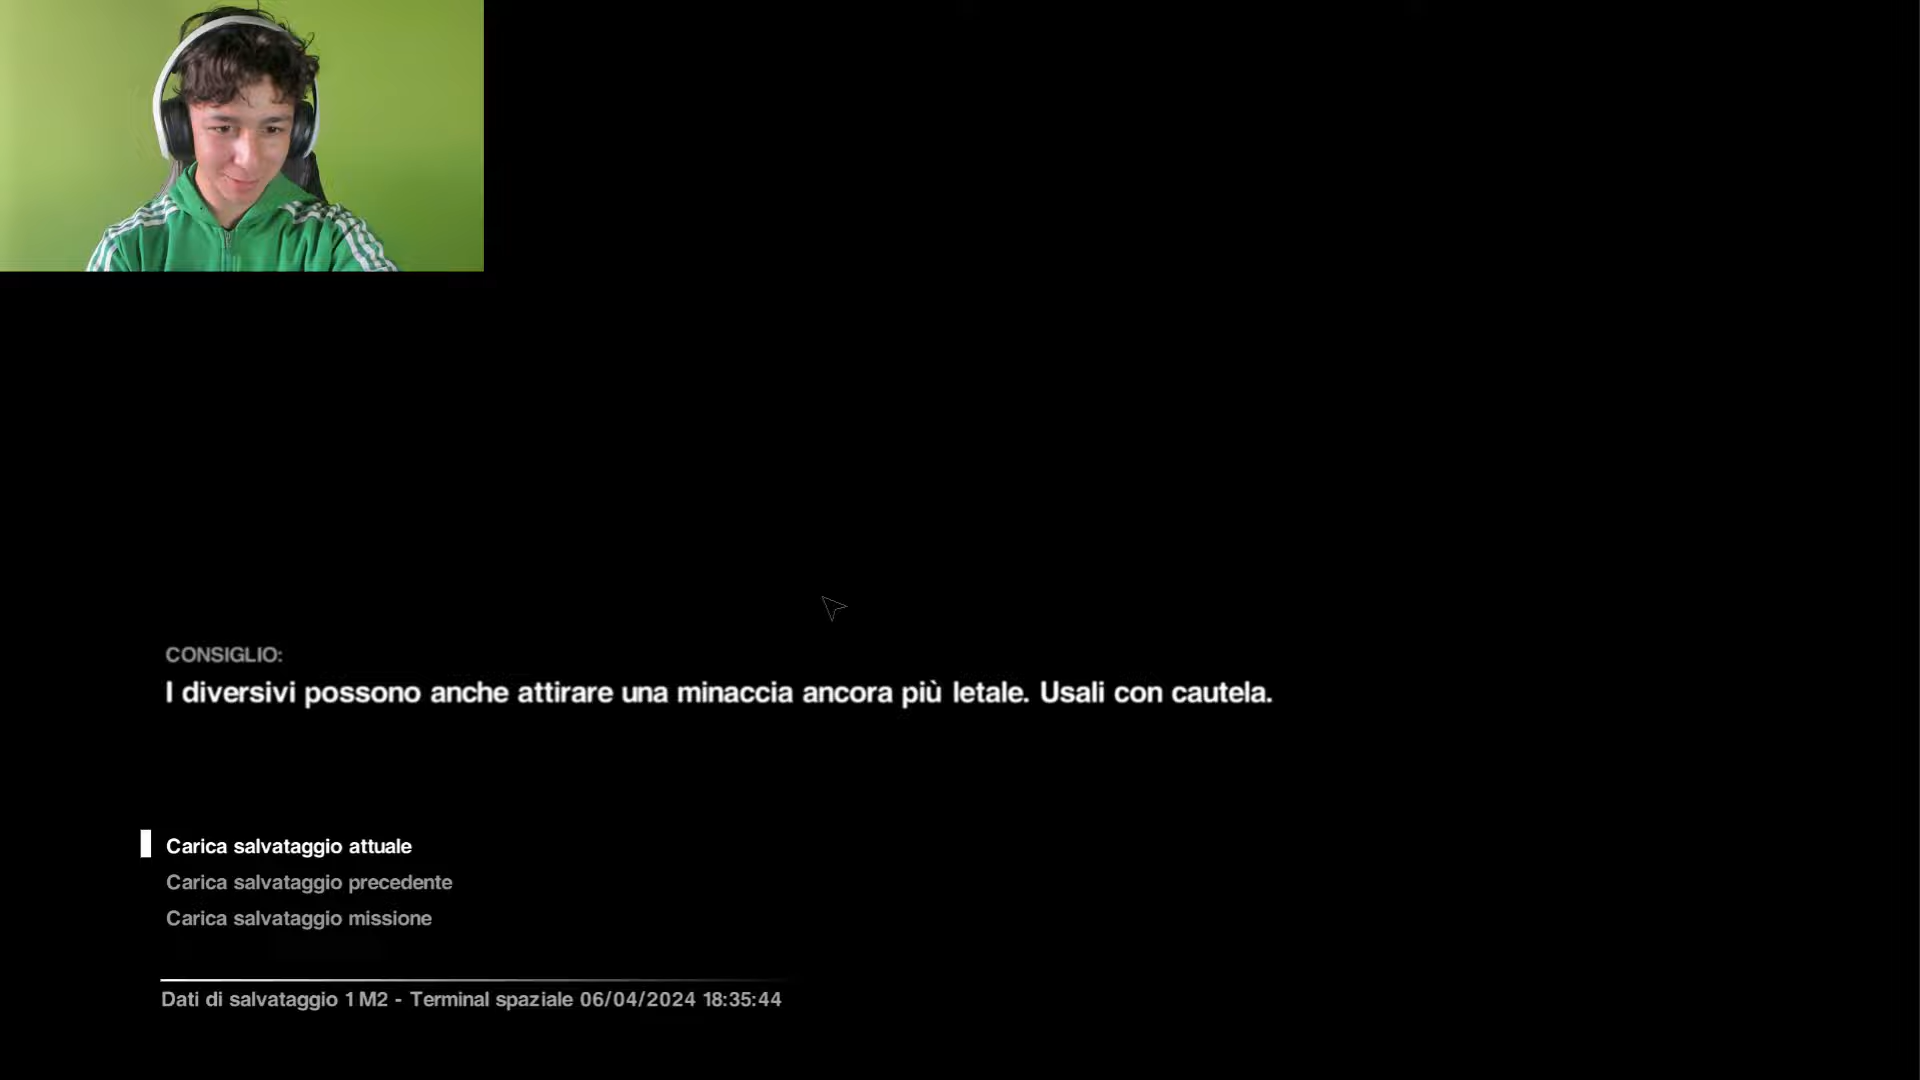 CONSIGLIO:
I diversivi possono anche attirare una minaccia ancora più letale. Usali con cautela.
Carica salvataggio attuale
Carica salvataggio precedente
Carica salvataggio missione
Dati di salvataggio 1 M2 - Terminal spaziale 06/04/2024 18:35:44